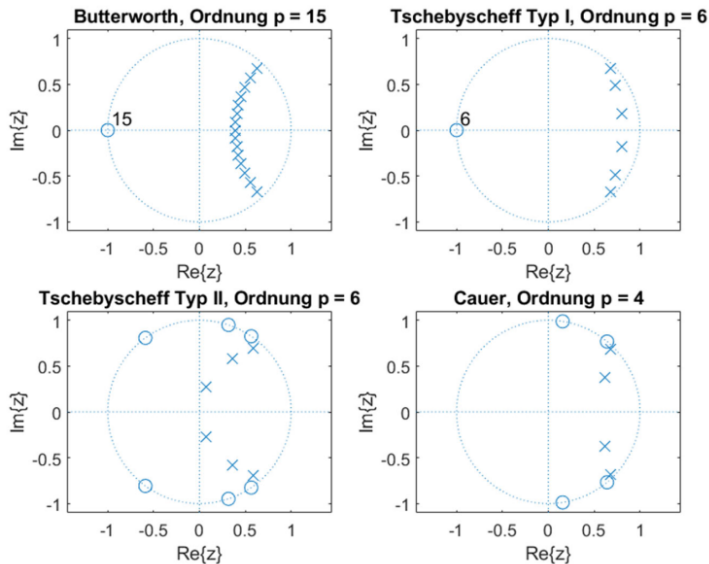 Butterworth, Ordnung p = 15
Im{z}
1
0.5
0
-0.5
-1
15
-1 -0.5 0 0.5 1
Re{z}
Tschebyscheff Typ I, Ordnung p = 6
Im{z}
1
0.5
0
-0.5
-1
6
-1 -0.5 0 0.5 1
Re{z}
Tschebyscheff Typ II, Ordnung p = 6
Im{z}
1
0.5
0
-0.5
-1
-1 -0.5 0 0.5 1
Re{z}
Cauer, Ordnung p = 4
Im{z}
1
0.5
0
-0.5
-1
-1 -0.5 0 0.5 1
Re{z}